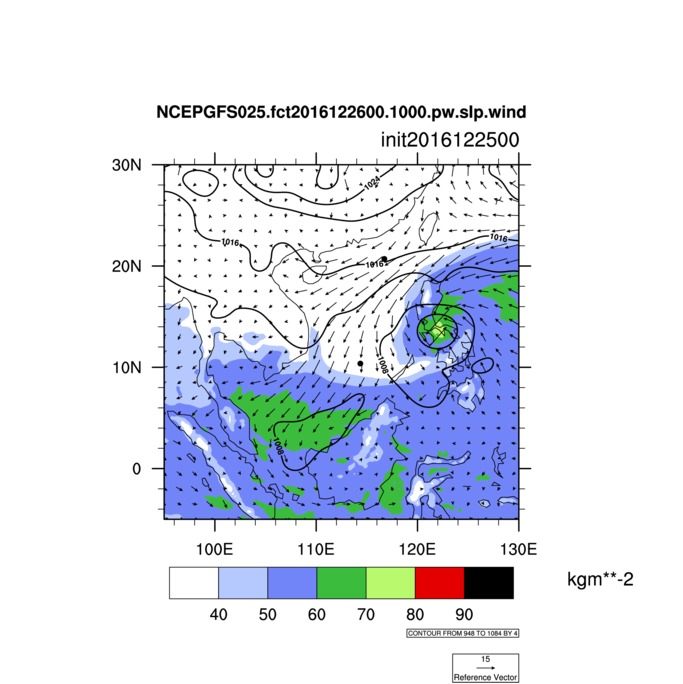 NCEPGFS025.fct2016122600.1000.pw.slp.wind
init2016122500
30N
1024
1016
1016
20N
1016
10N
1008
1008
0
100E 110E 120E 130E
kgm**-2
40 50 60 70 80 90
CONTOUR FROM 948 TO 1084 BY 4
15
Reference Vector